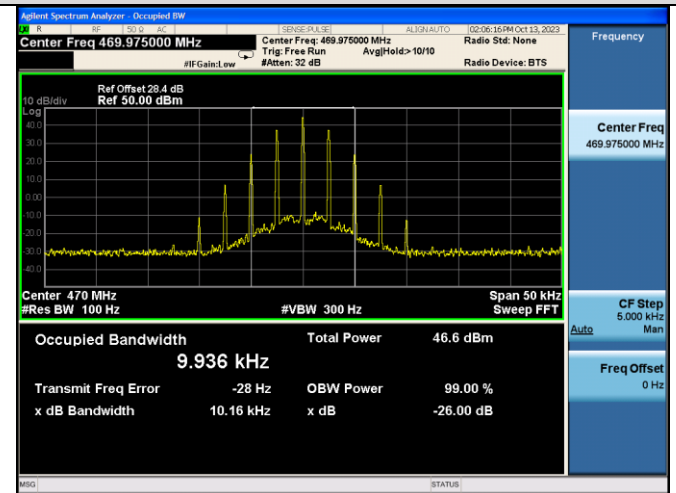 Agilent Spectrum Analyzer - Occupied BW
R RF 50 Ω AC SENSE:PULSE ALIGN AUTO 02:06:16 PM Oct 13, 2023
Center Freq 469.975000 MHz
Center Freq: 469.975000 MHz
Radio Std: None
Trig: Free Run Avg|Hold:> 10/10
#IFGain:Low #Atten: 32 dB Radio Device: BTS
Frequency
Ref Offset 28.4 dB
10 dB/div Ref 50.00 dBm
Log
40.0
30.0
20.0
10.0
0.00
-10.0
-20.0
-30.0
-40.0
Center 470 MHz Span 50 kHz
#Res BW 100 Hz #VBW 300 Hz Sweep FFT
Occupied Bandwidth Total Power 46.6 dBm
9.936 kHz
Transmit Freq Error -28 Hz OBW Power 99.00 %
x dB Bandwidth 10.16 kHz x dB -26.00 dB
Center Freq
469.975000 MHz
CF Step
5.000 kHz
Auto Man
Freq Offset
0 Hz
MSG STATUS